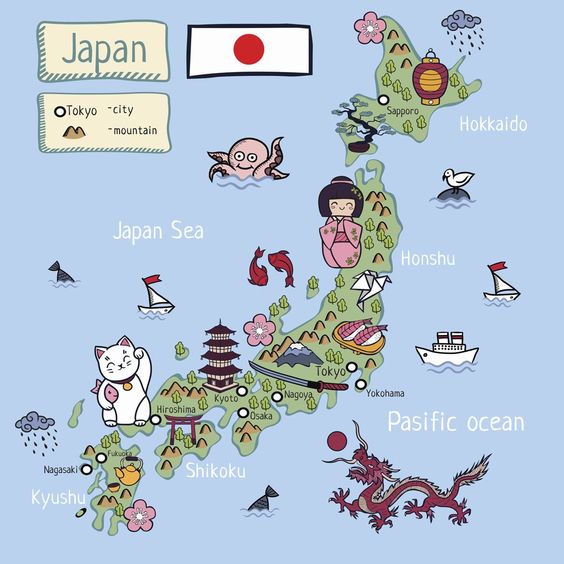 Japan
Tokyo -city
-mountain
Sapporo
Hokkaido
Japan Sea
Honshu
Tokyo
Yokohama
Kyoto
Nagoya
Osaka
Hiroshima
Pasific ocean
Fukuoka
Nagasaki
Shikoku
Kyushu